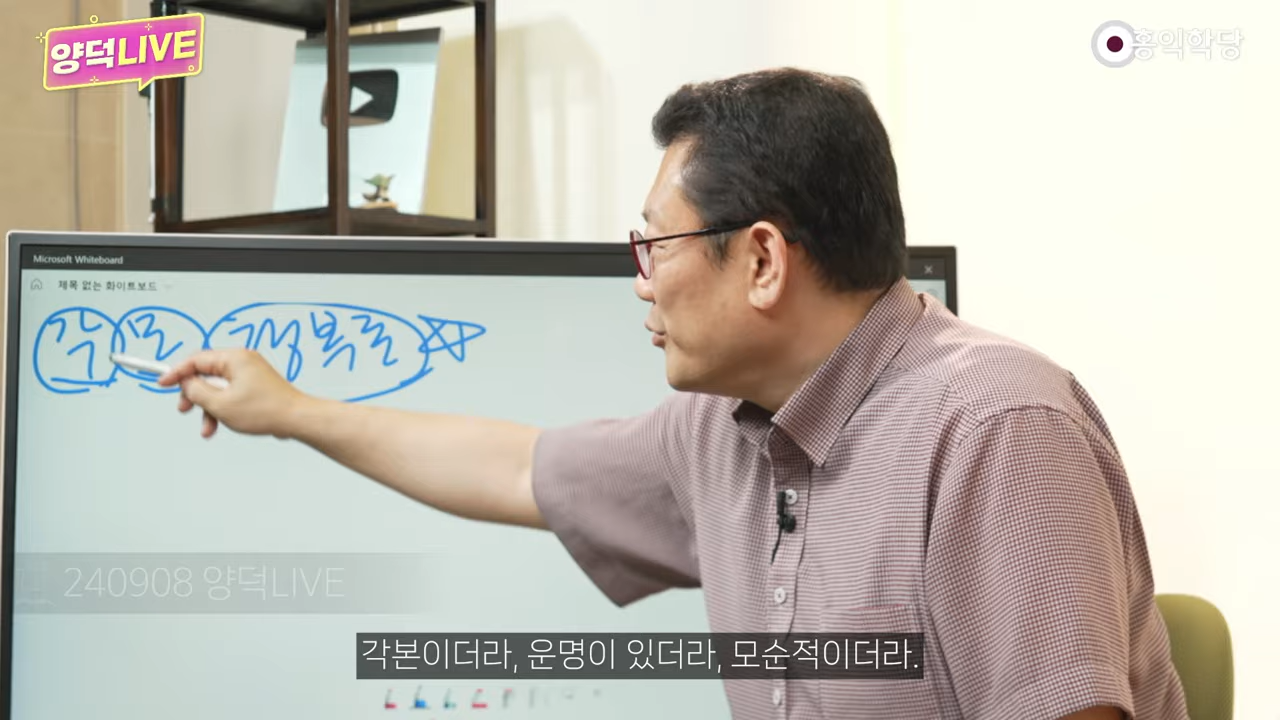 양덕LIVE
홍익학당
Microsoft Whiteboard
제목 없는 화이트보드
각 모 정복론
240908 양덕LIVE
각본이더라, 운명이 있더라, 모순적이더라.